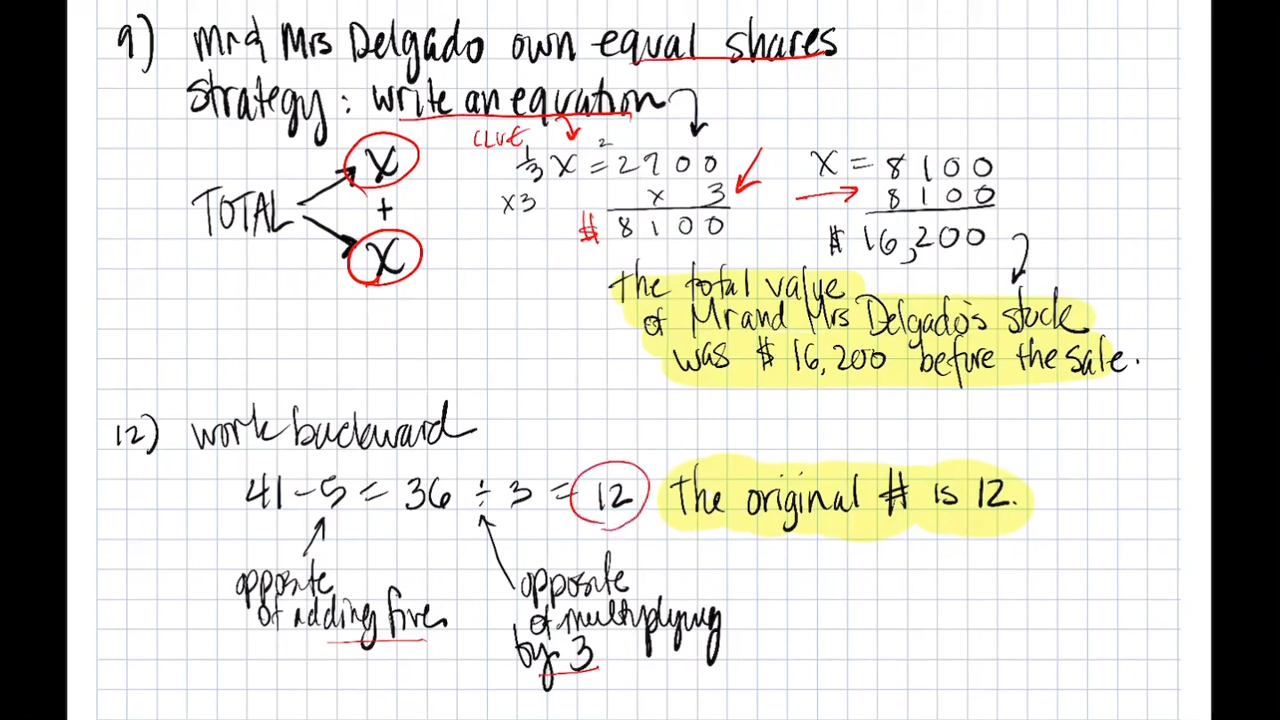 9) Mr & Mrs Delgado own equal shares
strategy: write an equation
CLUE
TOTAL
X
+
X
1/3 X = 2700
x3
2
x 3
$ 8100
X = 8100
8100
$ 16,200
the total value
of Mr and Mrs Delgado's stock
was $ 16,200 before the sale.
12) work backward
41 - 5 = 36 ÷ 3 = 12
The original # is 12.
opposite
of adding five
opposite
of multiplying
by 3